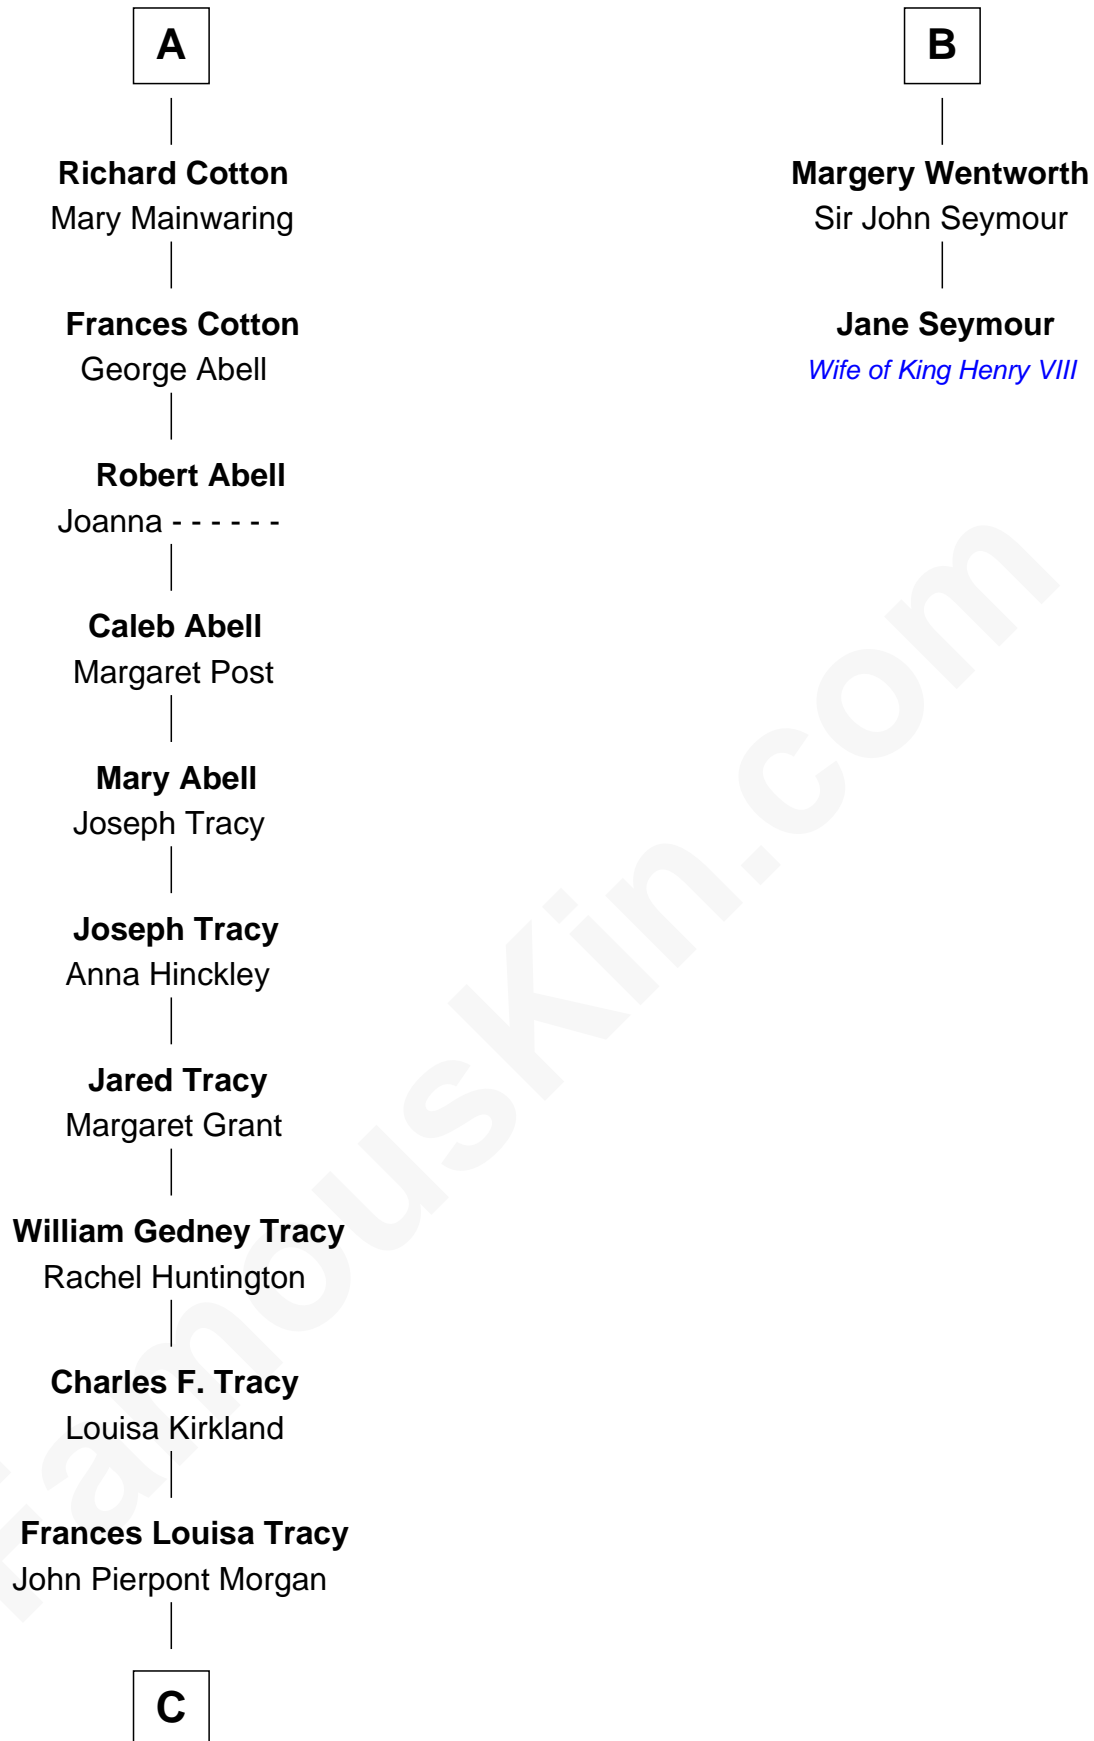 A
Richard Cotton
Mary Mainwaring
Frances Cotton
George Abell
Robert Abell
Joanna - - - - - -
Caleb Abell
Margaret Post
Mary Abell
Joseph Tracy
Joseph Tracy
Anna Hinckley
Jared Tracy
Margaret Grant
William Gedney Tracy
Rachel Huntington
Charles F. Tracy
Louisa Kirkland
Frances Louisa Tracy
John Pierpont Morgan
C
B
Margery Wentworth
Sir John Seymour
Jane Seymour
Wife of King Henry VIII
FamousKin.com